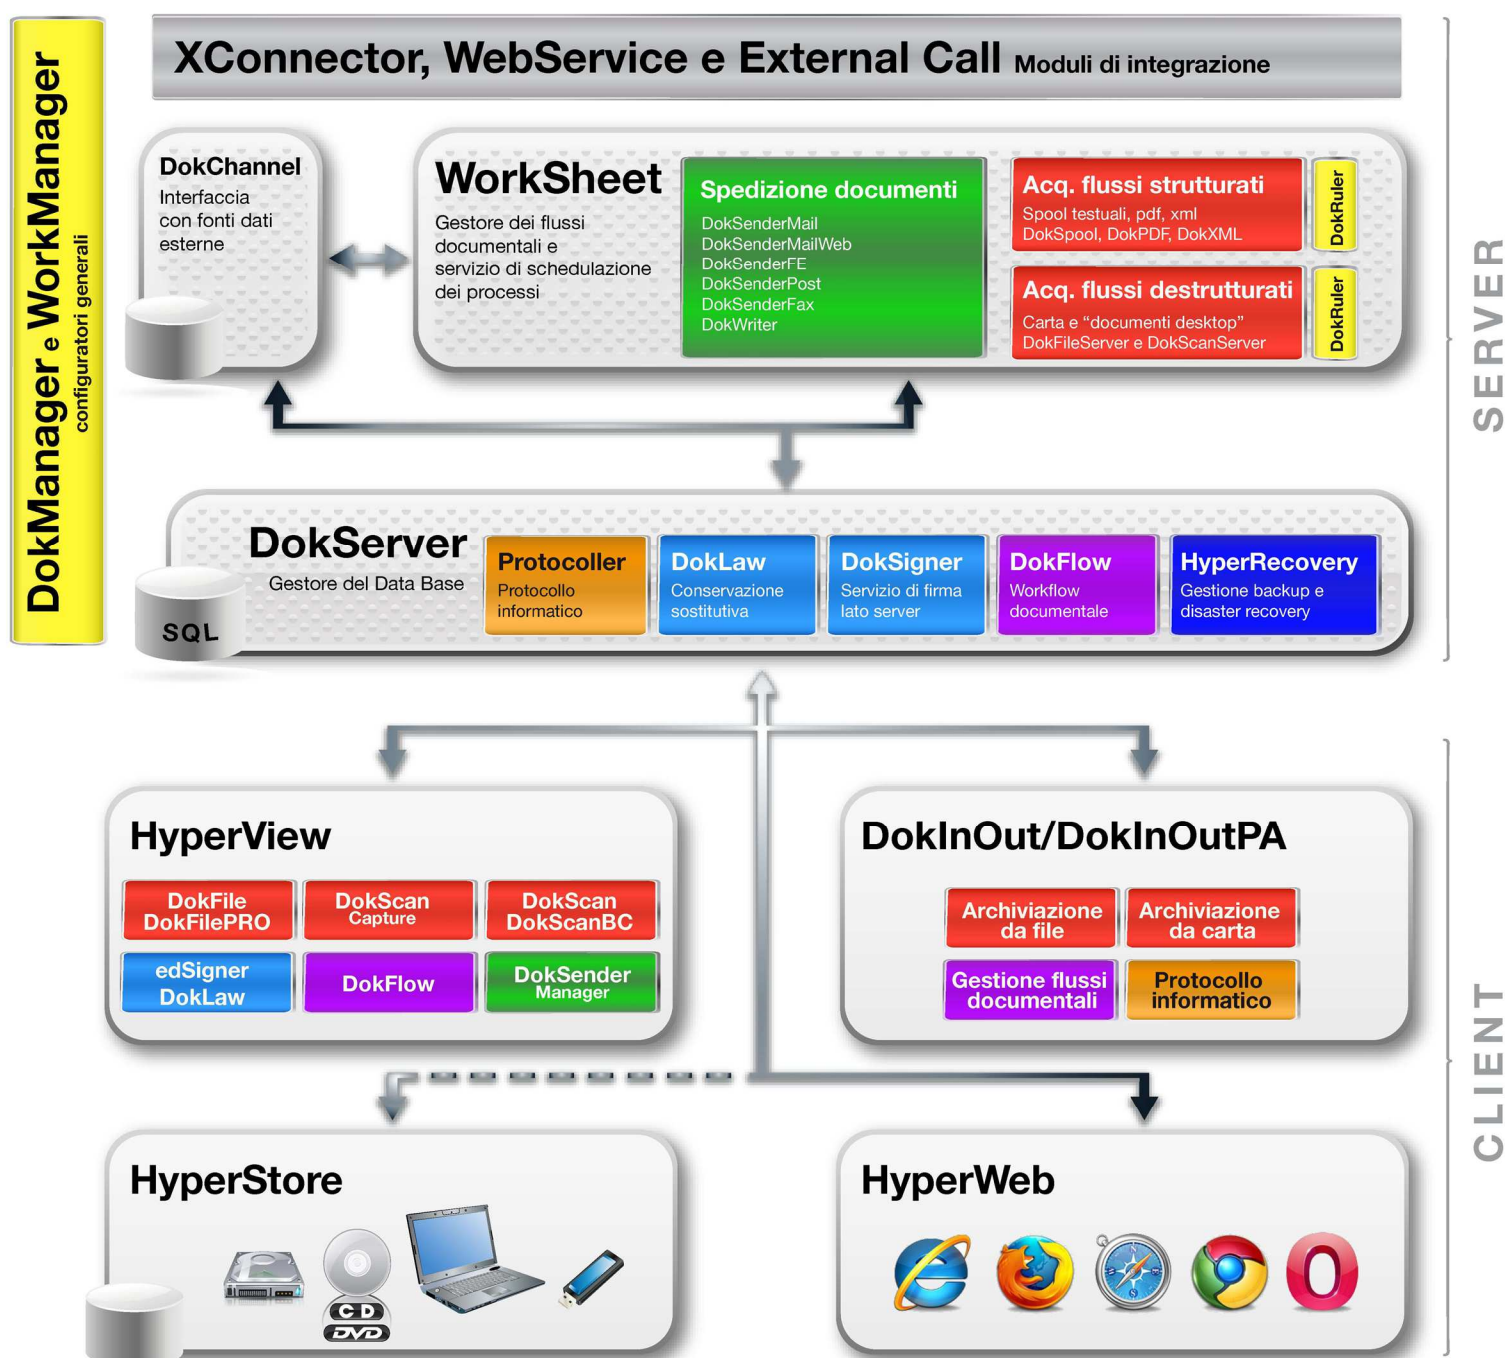 DokManager e WorkManager
configuratori generali
XConnector, WebService e External Call Moduli di integrazione
DokChannel
Interfaccia
con fonti dati
esterne
WorkSheet
Gestore dei flussi
documentali e
servizio di schedulazione
dei processi
Spedizione documenti
DokSenderMail
DokSenderMailWeb
DokSenderFE
DokSenderPost
DokSenderFax
DokWriter
Acq. flussi strutturati
Spool testuali, pdf, xml
DokSpool, DokPDF, DokXML
DokRuler
Acq. flussi destrutturati
Carta e “documenti desktop”
DokFileServer e DokScanServer
DokRuler
SERVER
DokServer
Gestore del Data Base
SQL
Protocoller
Protocollo
informatico
DokLaw
Conservazione
sostitutiva
DokSigner
Servizio di firma
lato server
DokFlow
Workflow
documentale
HyperRecovery
Gestione backup e
disaster recovery
HyperView
DokFile
DokFilePRO
DokScan
Capture
DokScan
DokScanBC
edSigner
DokLaw
DokFlow
DokSender
Manager
DokInOut/DokInOutPA
Archiviazione
da file
Archiviazione
da carta
Gestione flussi
documentali
Protocollo
informatico
CLIENT
HyperStore
CD
DVD
HyperWeb